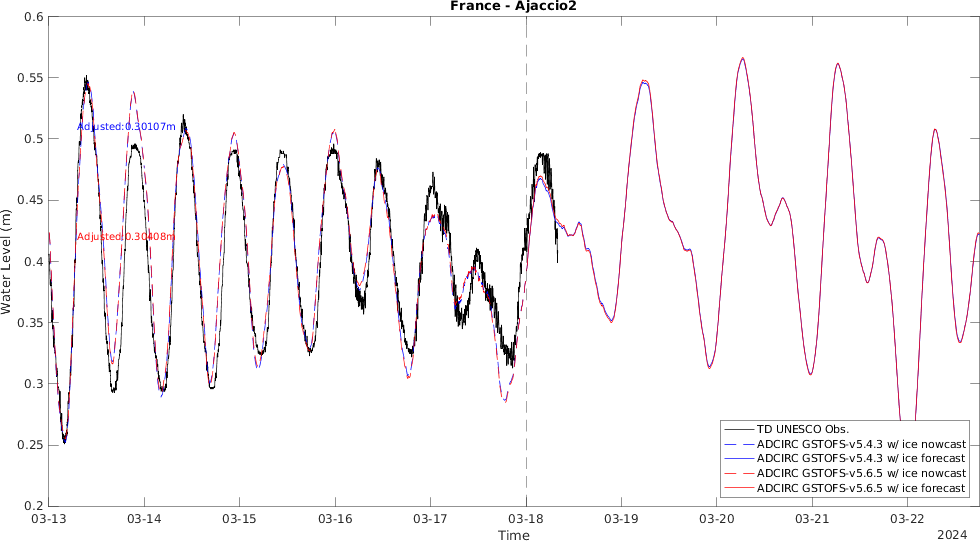 France - Ajaccio2
0.6
0.55
0.5
0.45
0.4
0.35
0.3
0.25
0.2
Water Level (m)
Adjusted:0.30107m
Adjusted:0.30408m
TD UNESCO Obs.
ADCIRC GSTOFS-v5.4.3 w/ ice nowcast
ADCIRC GSTOFS-v5.4.3 w/ ice forecast
ADCIRC GSTOFS-v5.6.5 w/ ice nowcast
ADCIRC GSTOFS-v5.6.5 w/ ice forecast
03-13 03-14 03-15 03-16 03-17 03-18 03-19 03-20 03-21 03-22
Time
2024